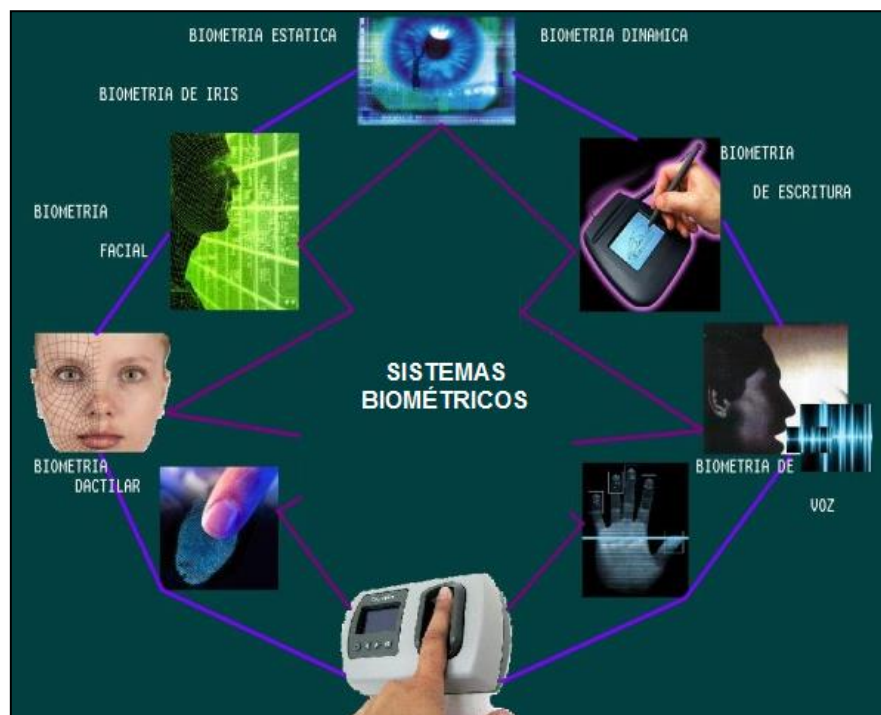 BIOMETRIA ESTATICA
BIOMETRIA DINAMICA
BIOMETRIA DE IRIS
BIOMETRIA
DE ESCRITURA
BIOMETRIA
FACIAL
SISTEMAS
BIOMÉTRICOS
BIOMETRIA
DACTILAR
BIOMETRIA DE
VOZ